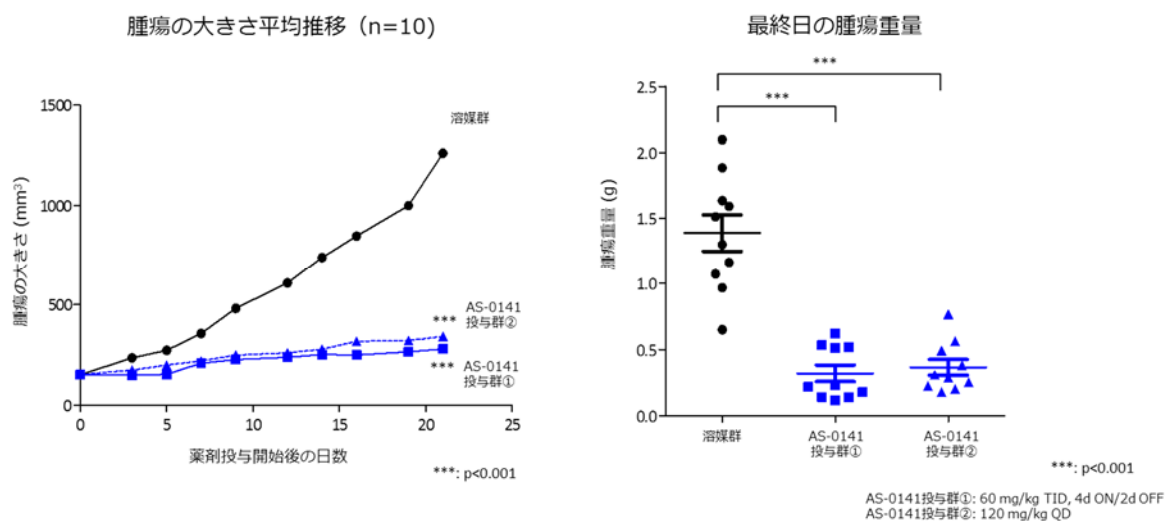 腫瘍の大きさ平均推移（n=10）
腫瘍の大きさ (mm³)
1500
1000
500
0
0
5
10
15
20
25
溶媒群
***
AS-0141
投与群②
***
AS-0141
投与群①
薬剤投与開始後の日数
***: p<0.001
最終日の腫瘍重量
***
***
腫瘍重量 (g)
2.5
2.0
1.5
1.0
0.5
0.0
溶媒群
AS-0141
投与群①
AS-0141
投与群②
***: p<0.001
AS-0141投与群①: 60 mg/kg TID, 4d ON/2d OFF
AS-0141投与群②: 120 mg/kg QD